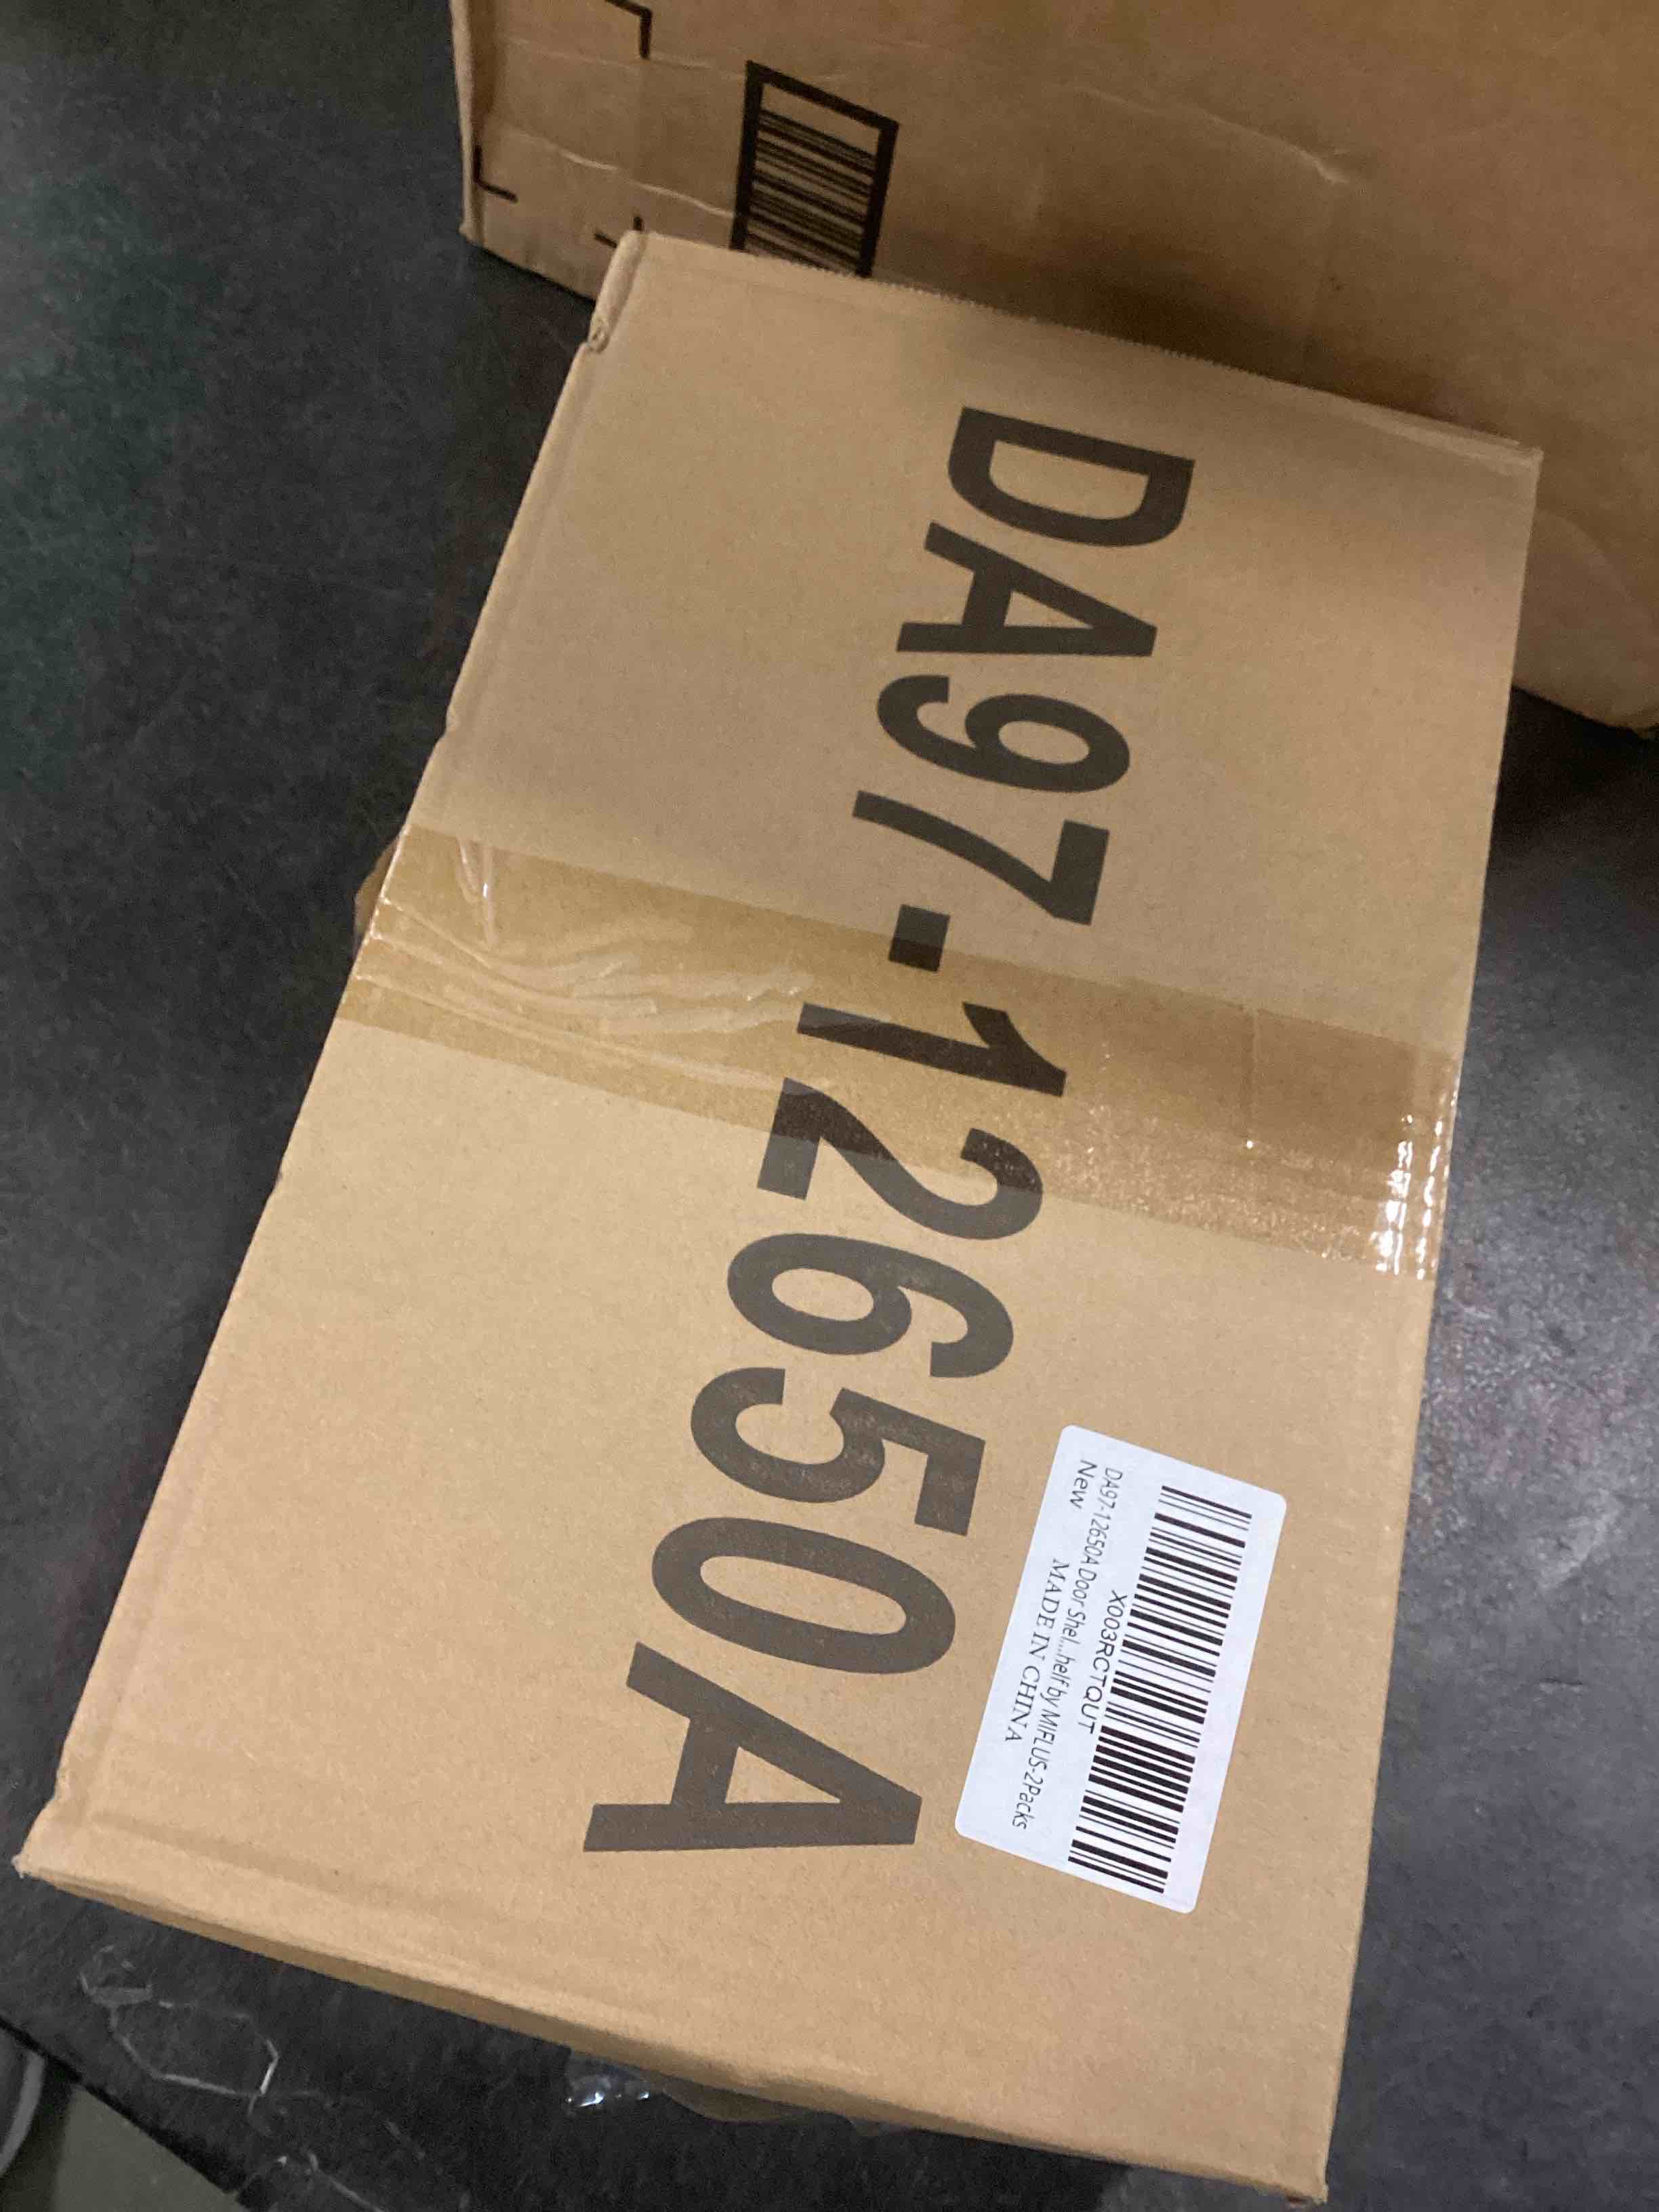 DA97-12650A
X003RCTQUT
DA97-12650A Door Shel...helf by MIFLUS-2Packs
New
MADE IN CHINA